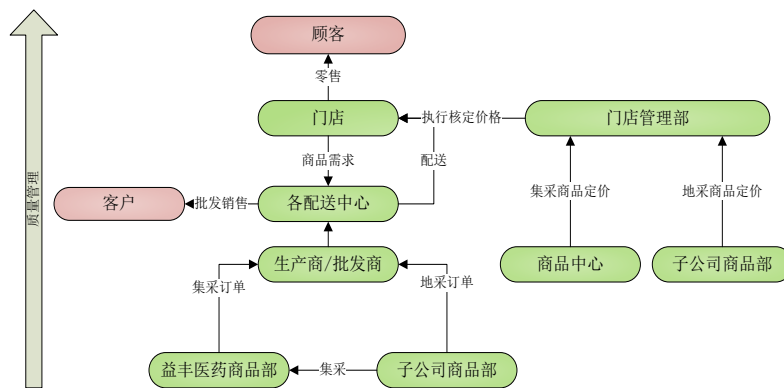 顾客
零售
门店
执行核定价格
门店管理部
商品需求
配送
集采商品定价
地采商品定价
客户
批发销售
各配送中心
质量管理
生产商/批发商
商品中心
子公司商品部
集采订单
地采订单
益丰医药商品部
集采
子公司商品部